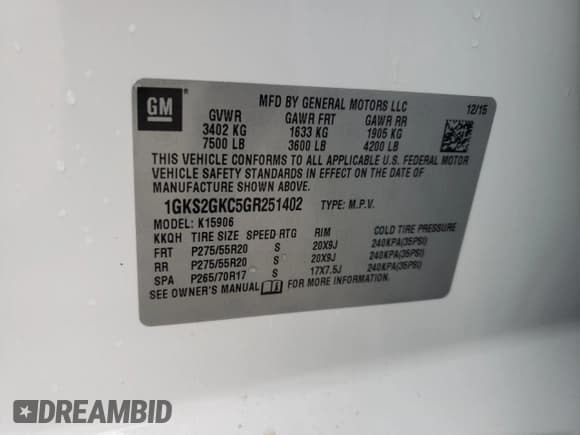 GM
MFD BY GENERAL MOTORS LLC 12/15
GVWR GAWR FRT GAWR RR
3402 KG 1633 KG 1905 KG
7500 LB 3600 LB 4200 LB
THIS VEHICLE CONFORMS TO ALL APPLICABLE U.S. FEDERAL MOTOR
VEHICLE SAFETY STANDARDS IN EFFECT ON THE DATE OF
MANUFACTURE SHOWN ABOVE.
1GKS2GKC5GR251402 TYPE: M.P.V.
MODEL: K15906
KKQH TIRE SIZE SPEED RTG RIM COLD TIRE PRESSURE
FRT P275/55R20 S 20X9J 240KPA(35PSI)
RR P275/55R20 S 20X9J 240KPA(35PSI)
SPA P265/70R17 S 17X7.5J 240KPA(35PSI)
SEE OWNER'S MANUAL FOR MORE INFORMATION.
DREAMBID